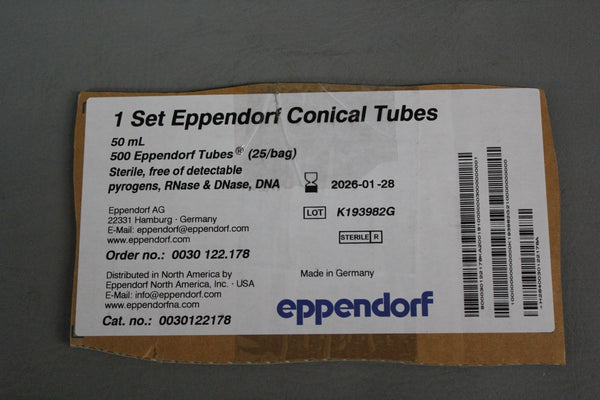 1 Set Eppendorf Conical Tubes
50 mL
500 Eppendorf Tubes® (25/bag)
Sterile, free of detectable
pyrogens, RNase & DNase, DNA
2026-01-28
LOT K193982G
STERILE R
Eppendorf AG
22331 Hamburg · Germany
E-Mail: eppendorf@eppendorf.com
www.eppendorf.com
Order no.: 0030 122.178
Distributed in North America by
Eppendorf North America, Inc. · USA
E-Mail: info@eppendorf.com
www.eppendorfna.com
Cat. no.: 0030122178
Made in Germany
eppendorf